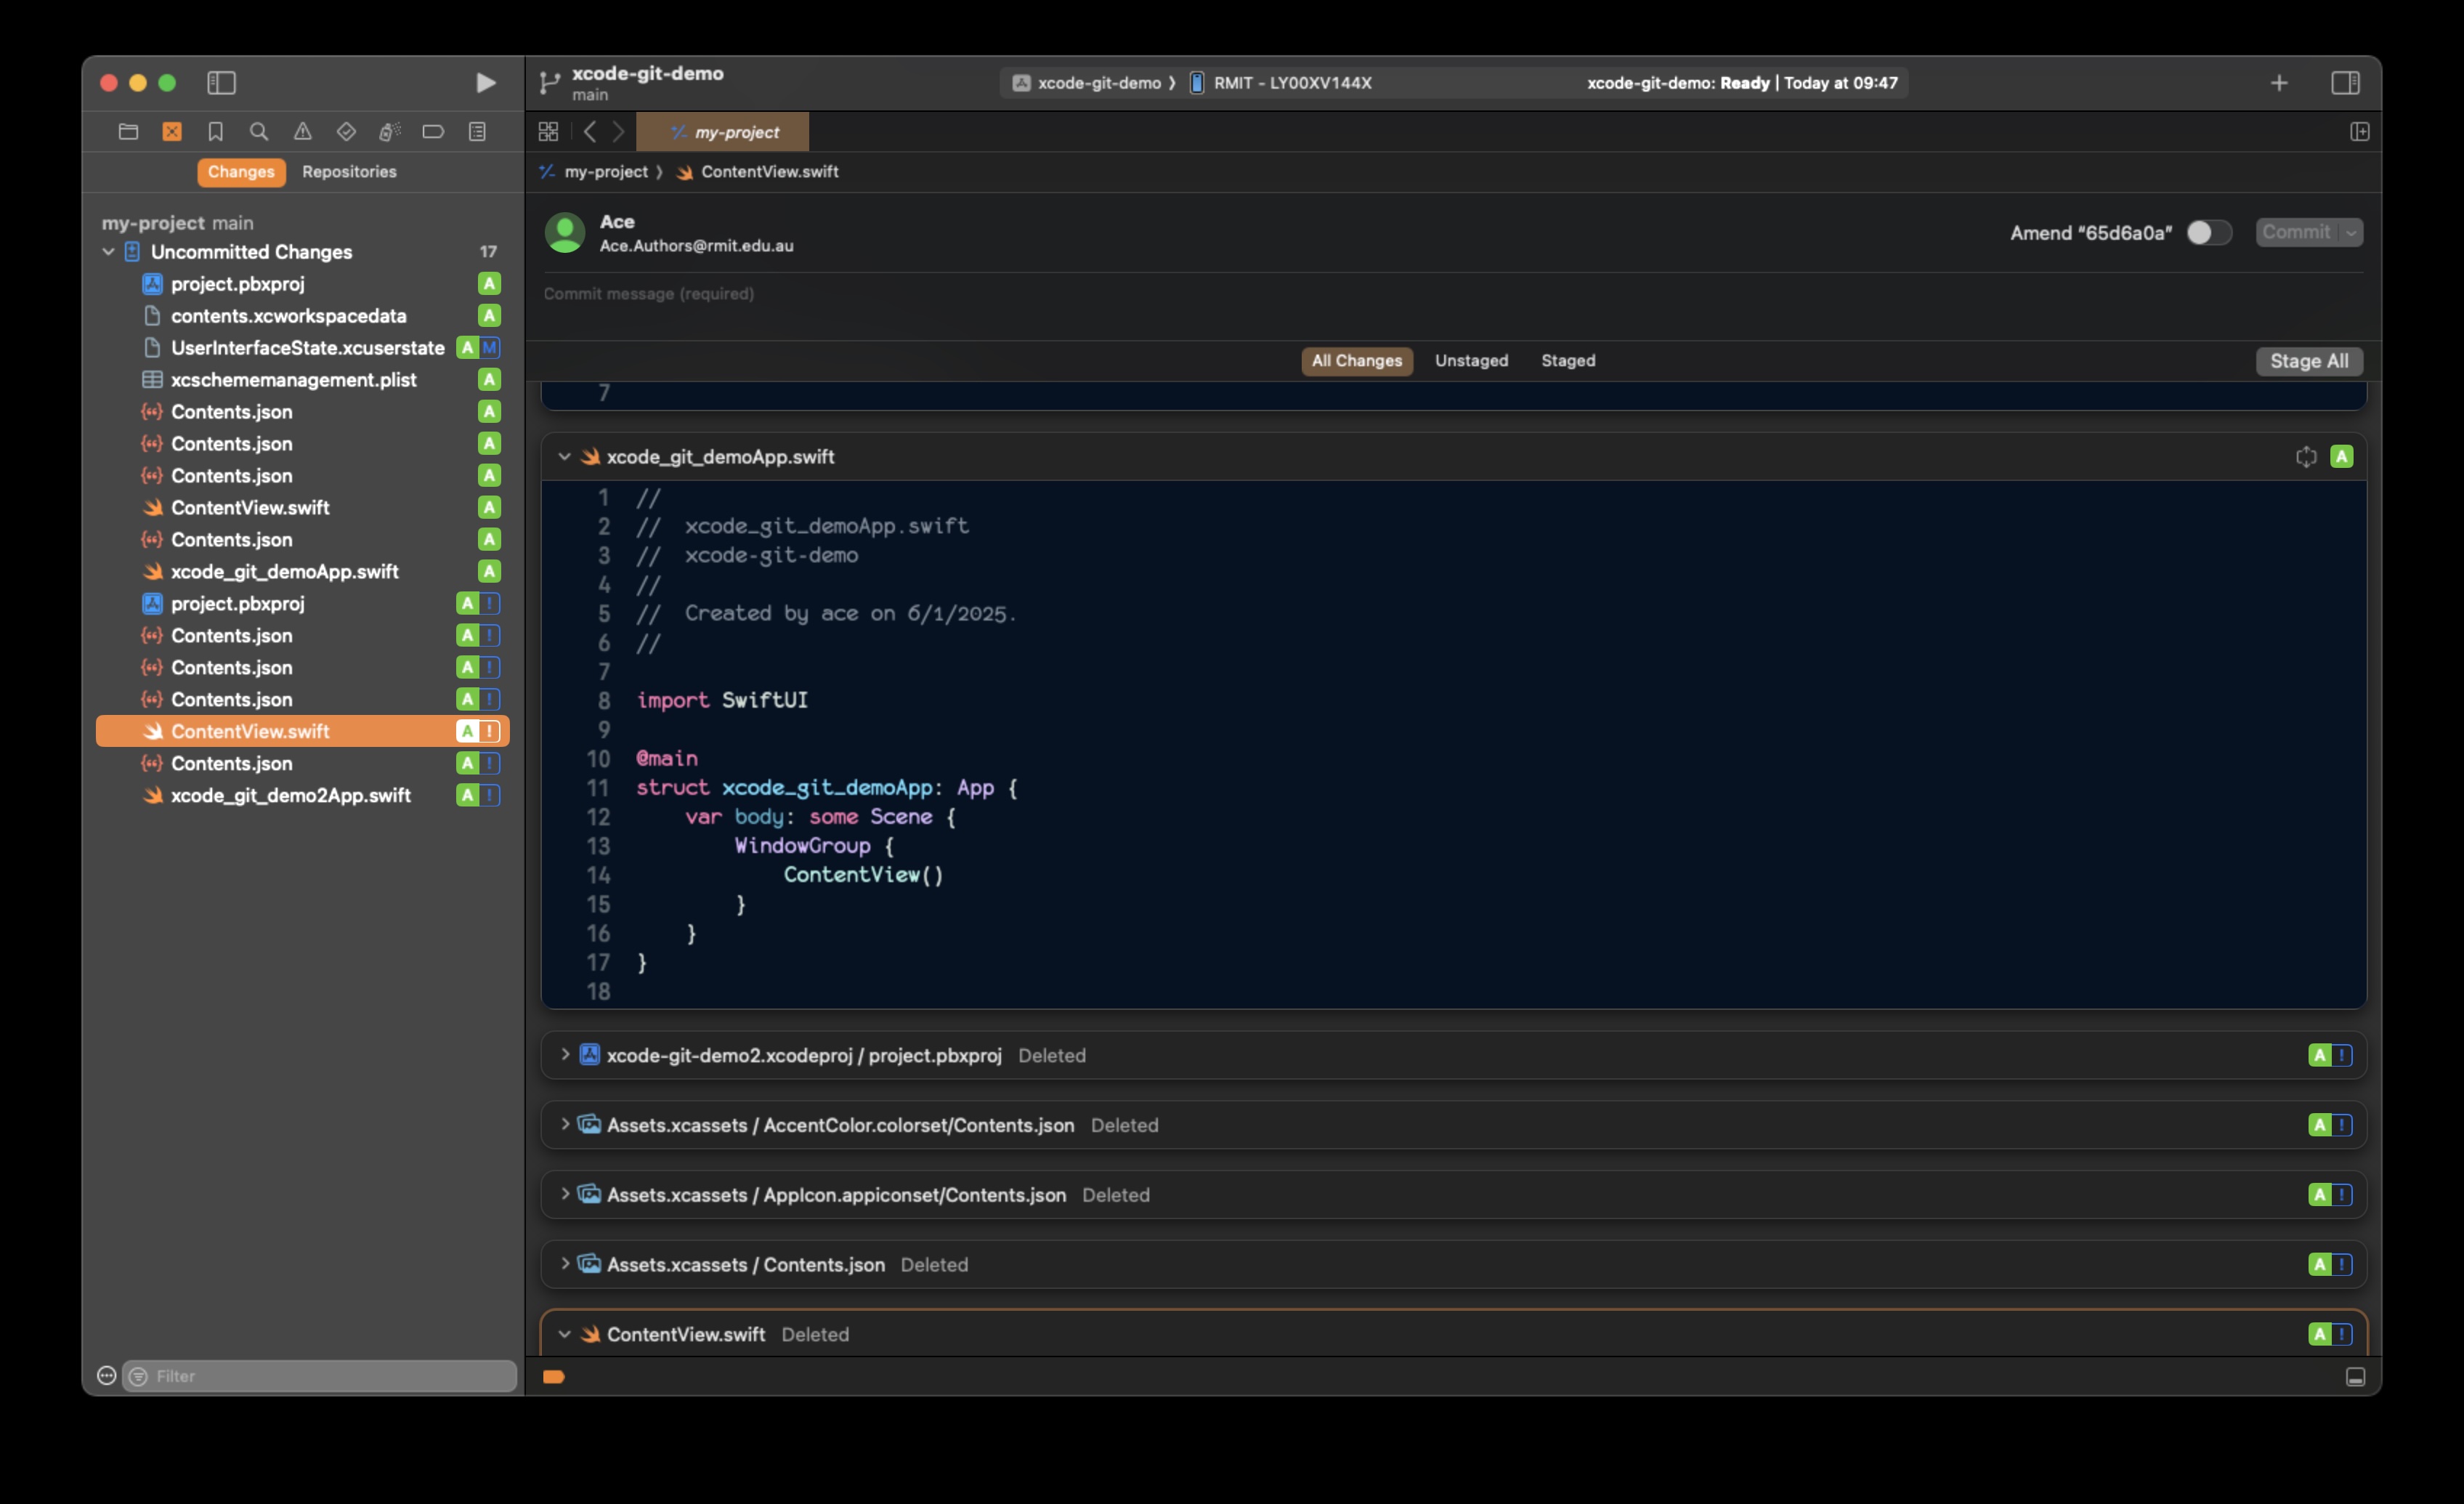 xcode-git-demo
main
xcode-git-demo 〉 RMIT - LY00XV144X
xcode-git-demo: Ready | Today at 09:47
Changes Repositories
my-project main
Uncommitted Changes 17
project.pbxproj A
contents.xcworkspacedata A
UserInterfaceState.xcuserstate A M
xcschememanagement.plist A
Contents.json A
Contents.json A
Contents.json A
ContentView.swift A
Contents.json A
xcode_git_demoApp.swift A
project.pbxproj A !
Contents.json A !
Contents.json A !
Contents.json A !
ContentView.swift A !
Contents.json A !
xcode_git_demo2App.swift A !
Filter
my-project
my-project 〉 ContentView.swift
Ace
Ace.Authors@rmit.edu.au
Amend “65d6a0a”
Commit
Commit message (required)
All Changes Unstaged Staged
Stage All
7
xcode_git_demoApp.swift A
1 //
2 //  xcode_git_demoApp.swift
3 //  xcode-git-demo
4 //
5 //  Created by ace on 6/1/2025.
6 //
7
8 import SwiftUI
9
10 @main
11 struct xcode_git_demoApp: App {
12     var body: some Scene {
13         WindowGroup {
14             ContentView()
15         }
16     }
17 }
18
xcode-git-demo2.xcodeproj / project.pbxproj Deleted A !
Assets.xcassets / AccentColor.colorset/Contents.json Deleted A !
Assets.xcassets / AppIcon.appiconset/Contents.json Deleted A !
Assets.xcassets / Contents.json Deleted A !
ContentView.swift Deleted A !